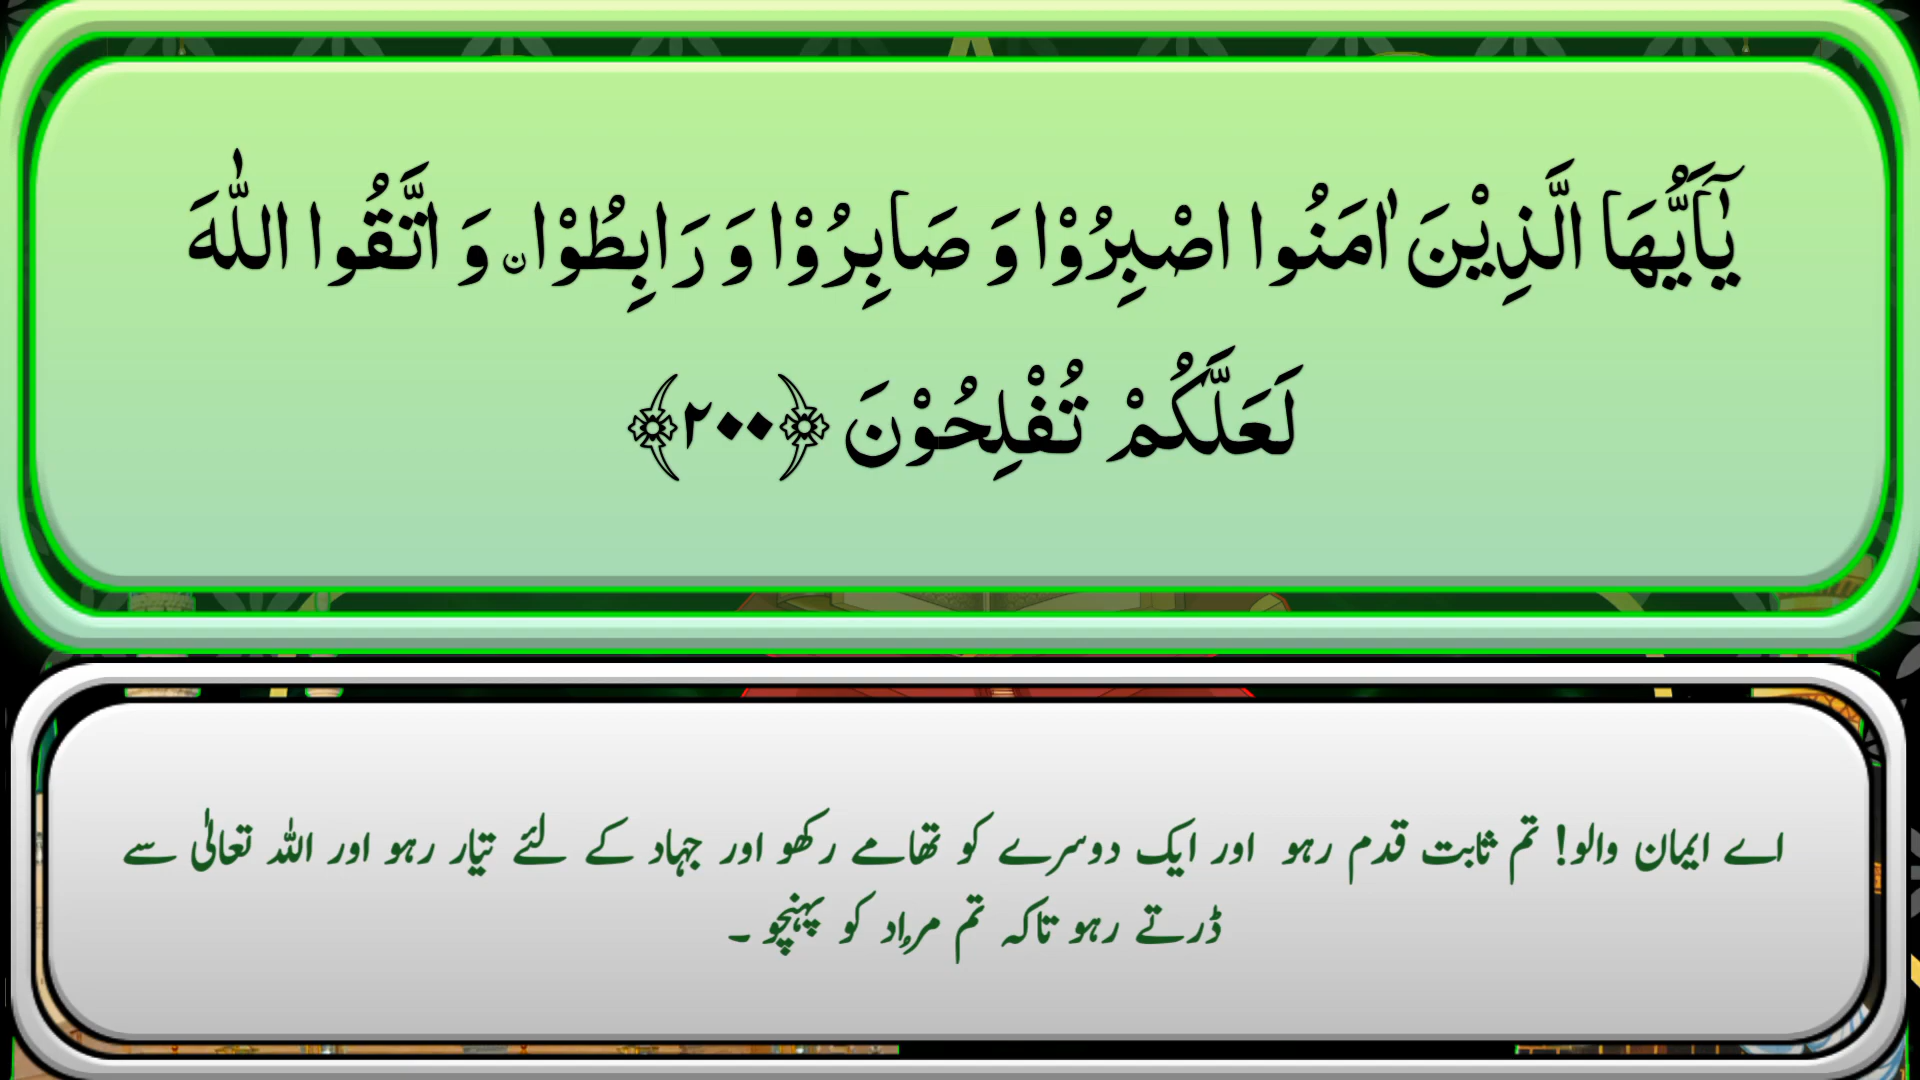 یٰۤاَیُّهَا الَّذِیْنَ اٰمَنُوا اصْبِرُوْا وَ صَابِرُوْا وَ رَابِطُوْا۫ وَ اتَّقُوا اللّٰهَ
لَعَلَّكُمْ تُفْلِحُوْنَ ﴿۲۰۰﴾
اے ایمان والو! تم ثابت قدم رہو اور ایک دوسرے کو تھامے رکھو اور جہاد کے لئے تیار رہو اور اللہ تعالٰی سے
ڈرتے رہو تاکہ تم مراد کو پہنچو ۔